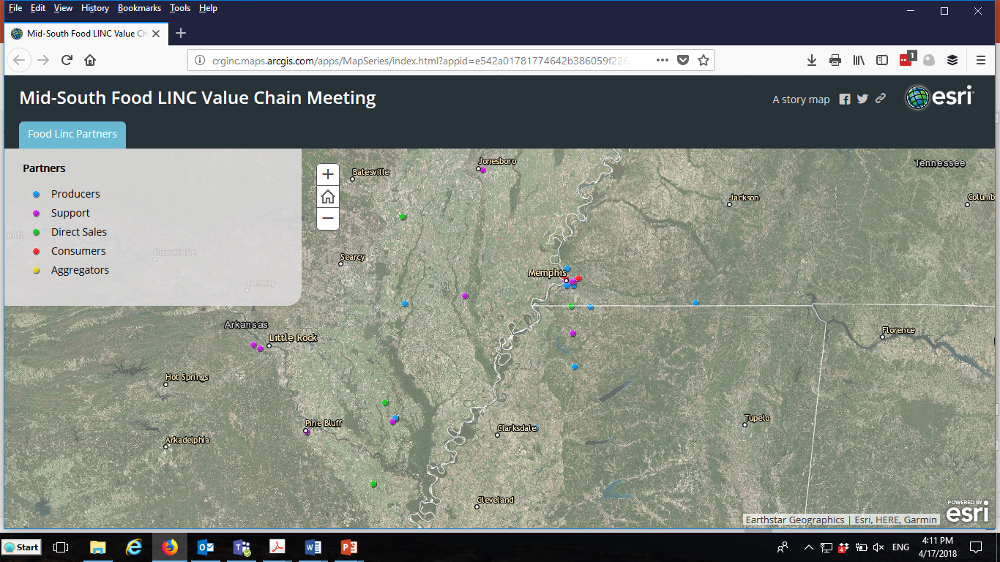 File Edit View History Bookmarks Tools Help
Mid-South Food LINC Value Ch
crginc.maps.arcgis.com/apps/MapSeries/index.html?appid=e542a01781774642b386059f226
1
Mid-South Food LINC Value Chain Meeting
A story map
esri
Food Linc Partners
Partners
Producers
Support
Direct Sales
Consumers
Aggregators
Jonesboro
Tennessee
Batesville
Jackson
Columb
Russellville
Searcy
Memphis
Conway
Arkansas
Little Rock
Florence
Hot Springs
Pine Bluff
Clarksdale
Tupelo
Arkadelphia
Cleveland
POWERED BY
esri
Earthstar Geographics | Esri, HERE, Garmin
Start
ENG
4:11 PM
4/17/2018